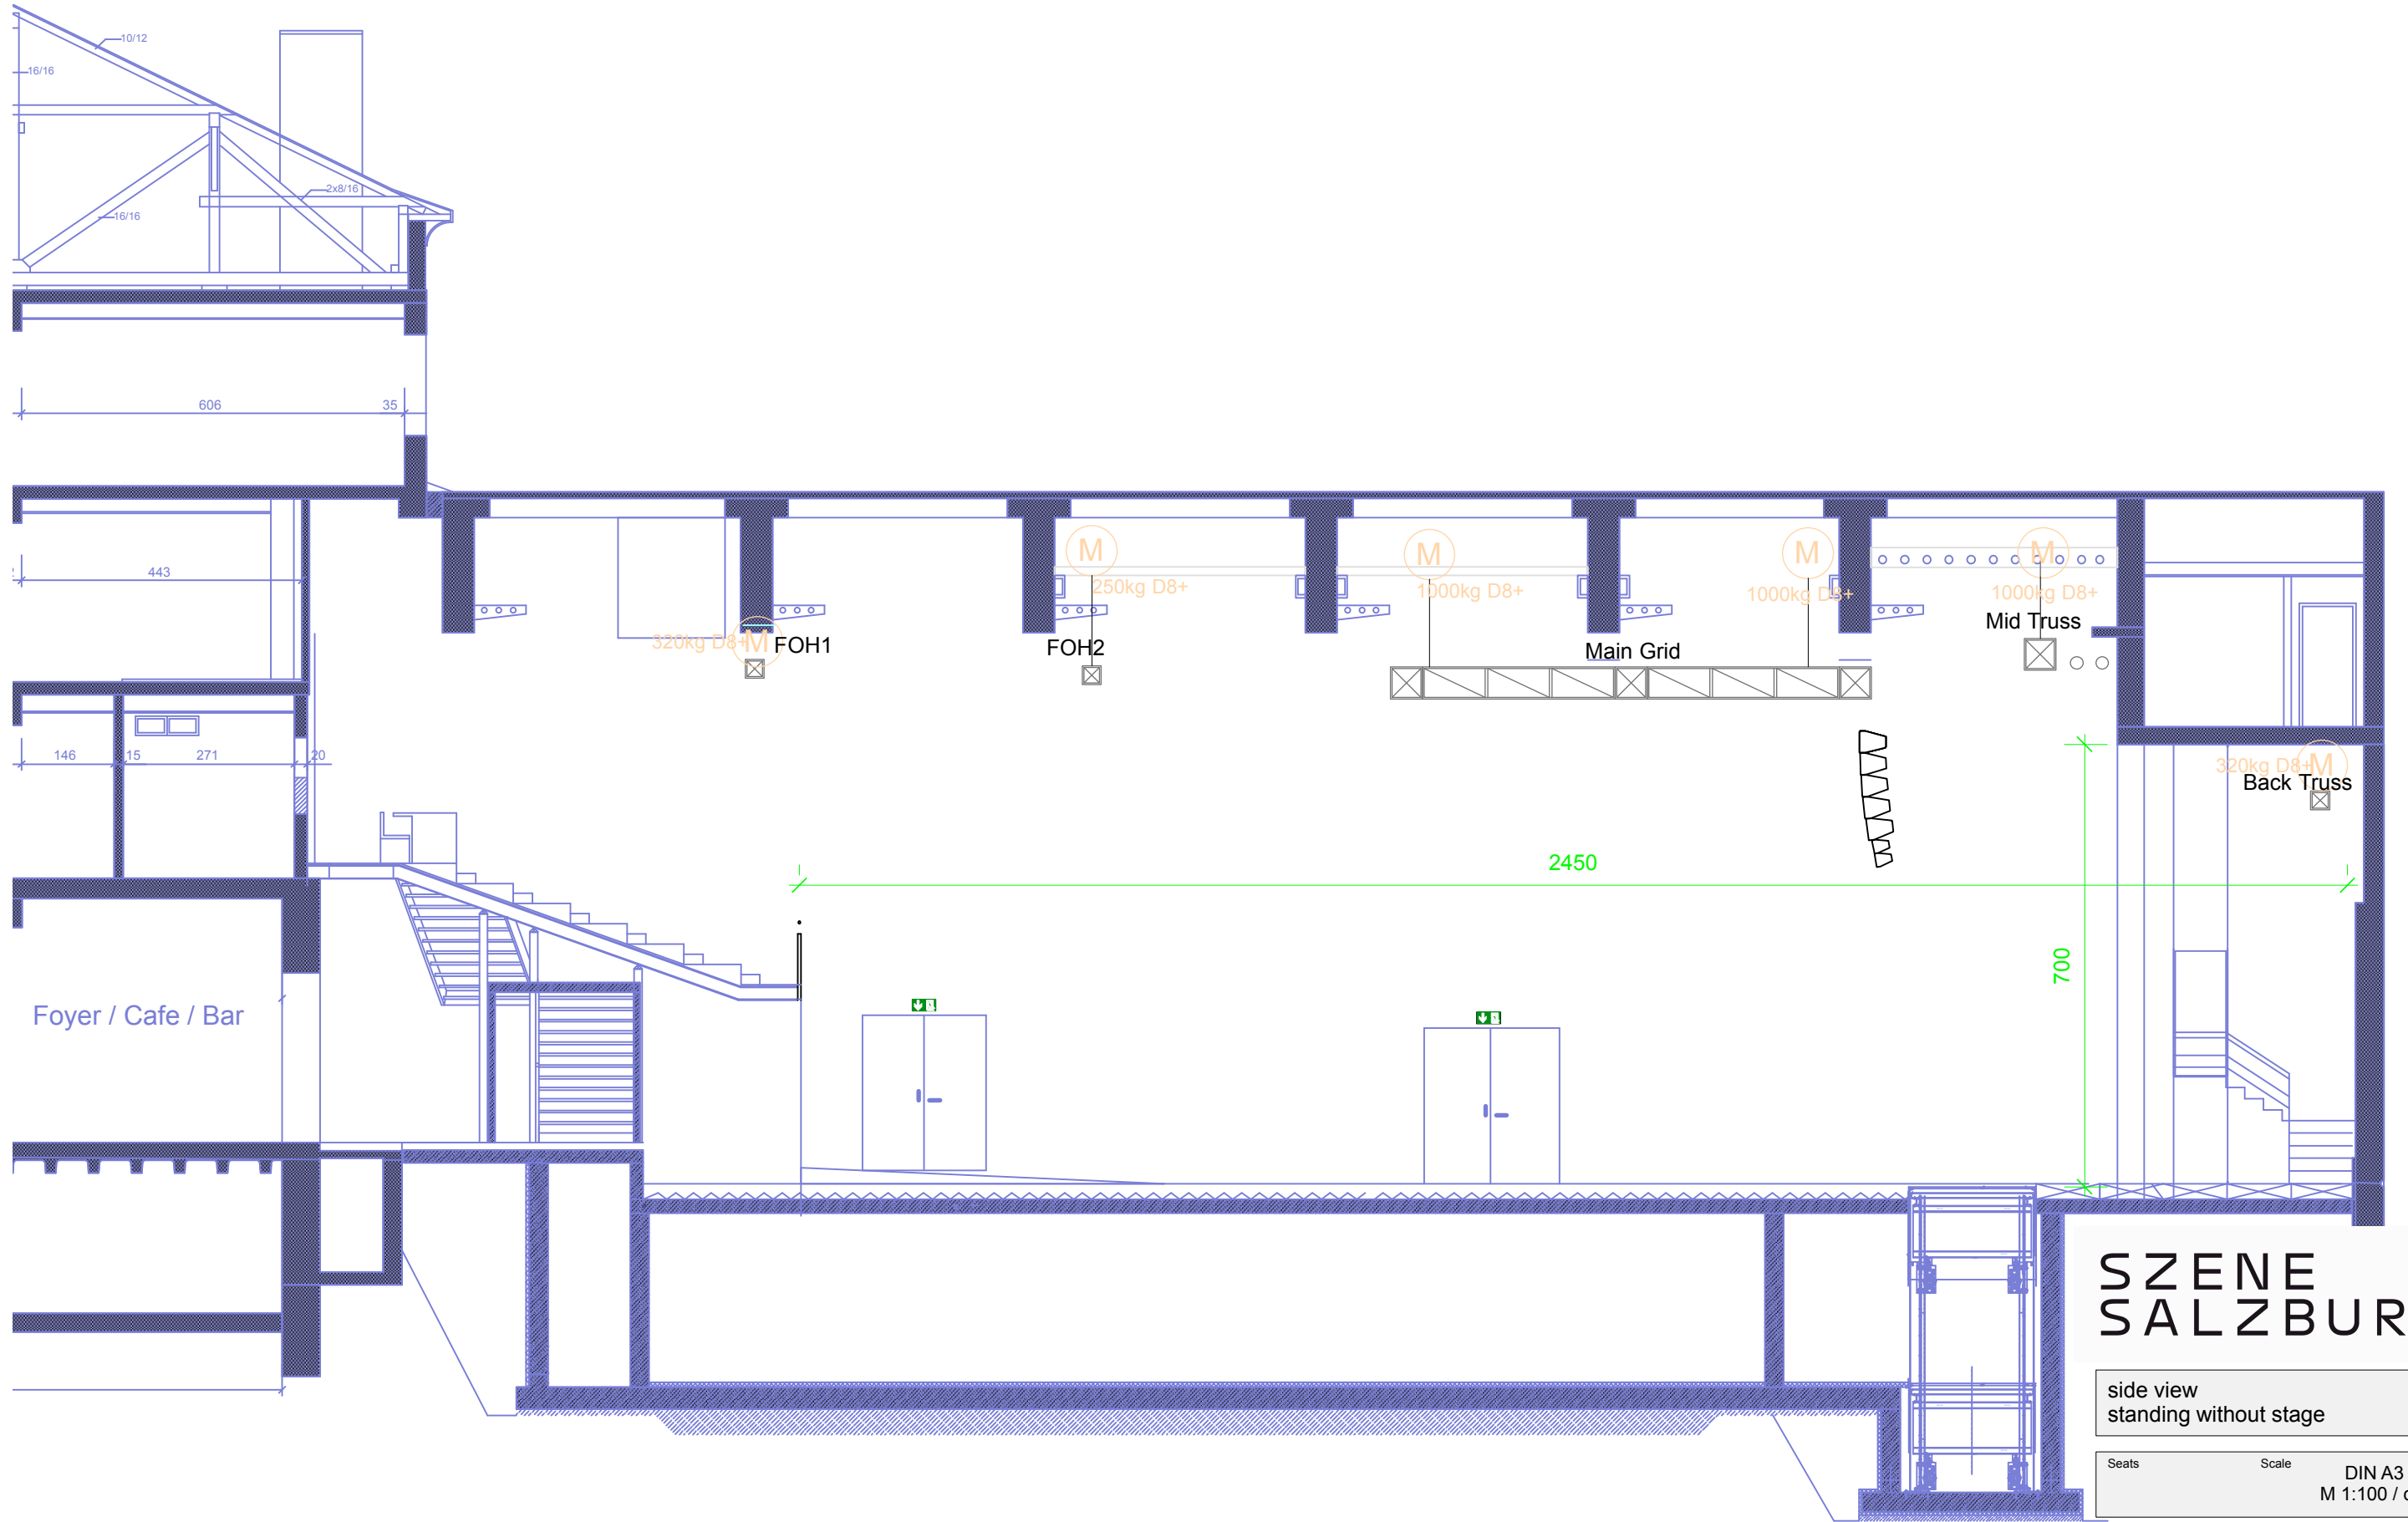 10/12
16/16
2x8/16
16/16
606
35
443
M
250kg D8+
M
1000kg D8+
M
1000kg D8+
M
1000kg D8+
320kg D8+
M
FOH1
FOH2
Main Grid
Mid Truss
146
15
271
20
320kg D8+
M
Back Truss
2450
700
Foyer / Cafe / Bar
SZENE
SALZBUR
side view
standing without stage
Seats
Scale
DIN A3
M 1:100 /